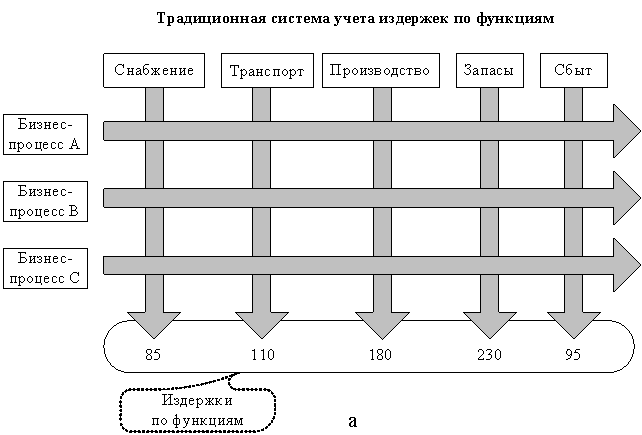 Традиционная система учета издержек по функциям
Снабжение
Транспорт
Производство
Запасы
Сбыт
Бизнес-
процесс А
Бизнес-
процесс В
Бизнес-
процесс С
85
110
180
230
95
Издержки
по функциям
а